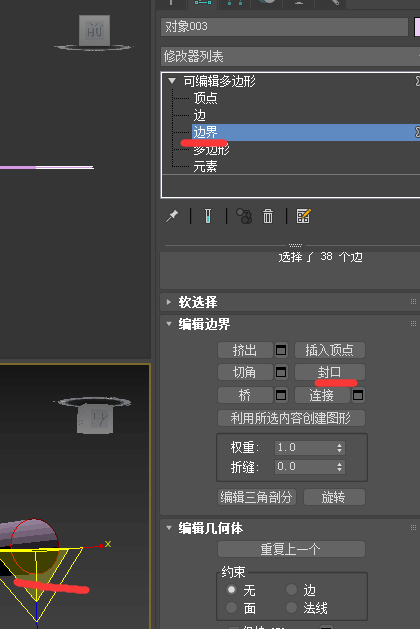 对象003
修改器列表
可编辑多边形
顶点
边
边界
多边形
元素
选择了 38 个边
软选择
编辑边界
挤出 插入顶点
切角 封口
桥 连接
利用所选内容创建图形
权重: 1.0
折缝: 0.0
编辑三角剖分 旋转
编辑几何体
重复上一个
约束
无 边
面 法线
x